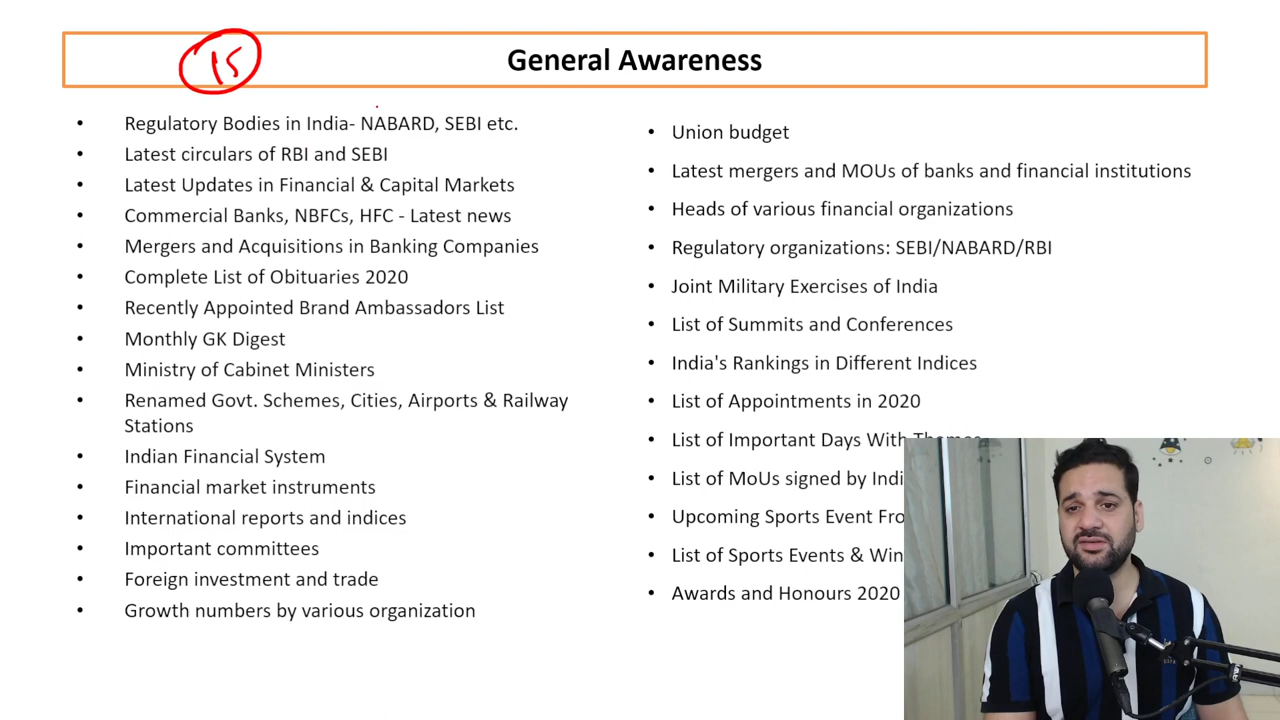 15
General Awareness
• Regulatory Bodies in India- NABARD, SEBI etc.
• Latest circulars of RBI and SEBI
• Latest Updates in Financial & Capital Markets
• Commercial Banks, NBFCs, HFC - Latest news
• Mergers and Acquisitions in Banking Companies
• Complete List of Obituaries 2020
• Recently Appointed Brand Ambassadors List
• Monthly GK Digest
• Ministry of Cabinet Ministers
• Renamed Govt. Schemes, Cities, Airports & Railway
Stations
• Indian Financial System
• Financial market instruments
• International reports and indices
• Important committees
• Foreign investment and trade
• Growth numbers by various organization
• Union budget
• Latest mergers and MOUs of banks and financial institutions
• Heads of various financial organizations
• Regulatory organizations: SEBI/NABARD/RBI
• Joint Military Exercises of India
• List of Summits and Conferences
• India's Rankings in Different Indices
• List of Appointments in 2020
• List of Important Days With Themes
• List of MoUs signed by Indi
• Upcoming Sports Event Fro
• List of Sports Events & Win
• Awards and Honours 2020